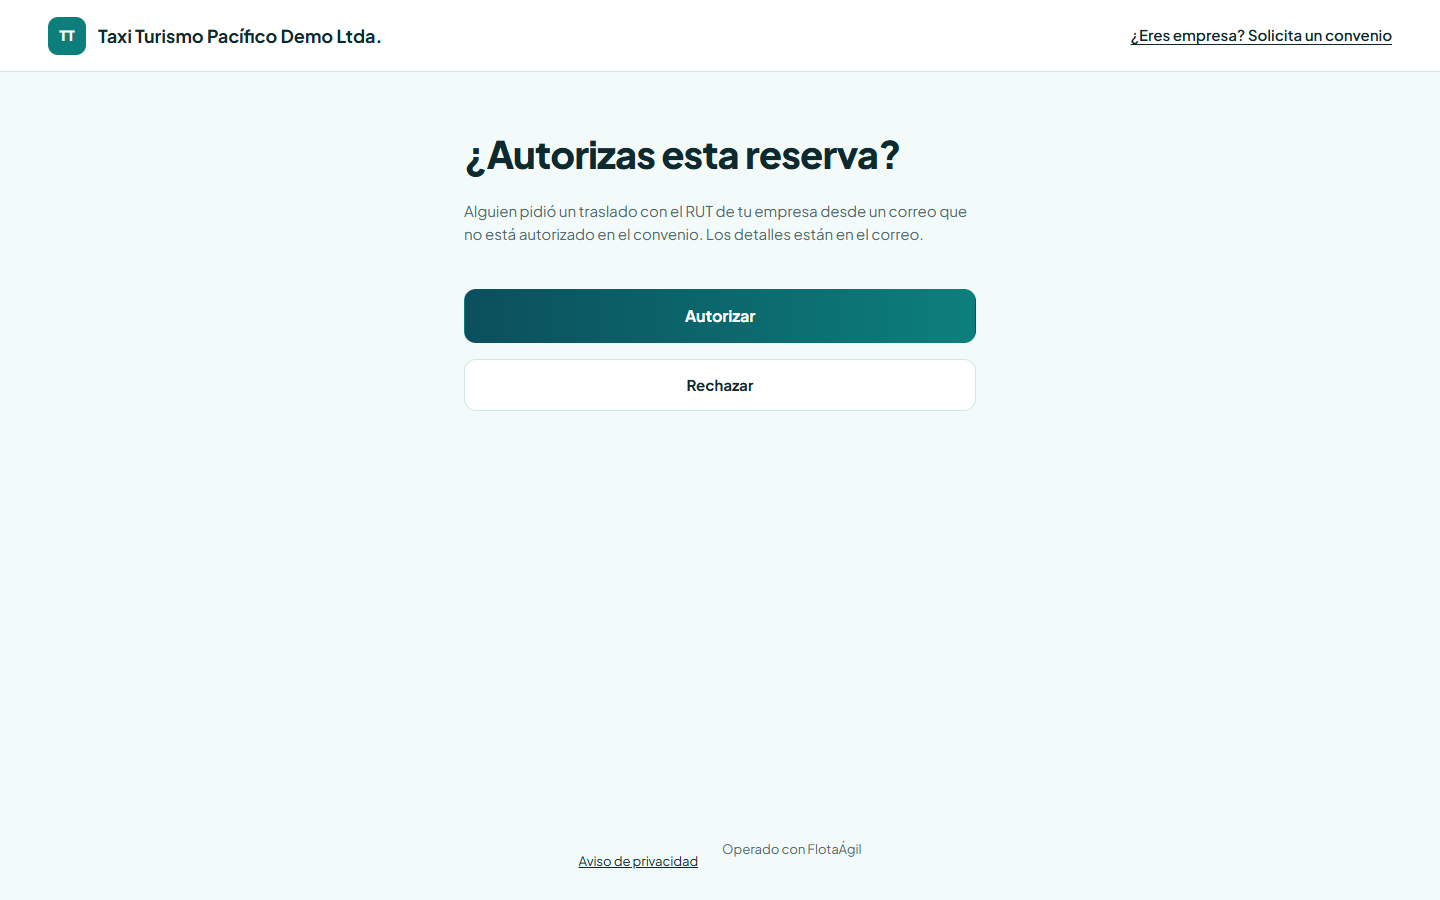 TT
Taxi Turismo Pacífico Demo Ltda.
¿Eres empresa? Solicita un convenio
¿Autorizas esta reserva?
Alguien pidió un traslado con el RUT de tu empresa desde un correo que
no está autorizado en el convenio. Los detalles están en el correo.
Autorizar
Rechazar
Aviso de privacidad
Operado con FlotaÁgil